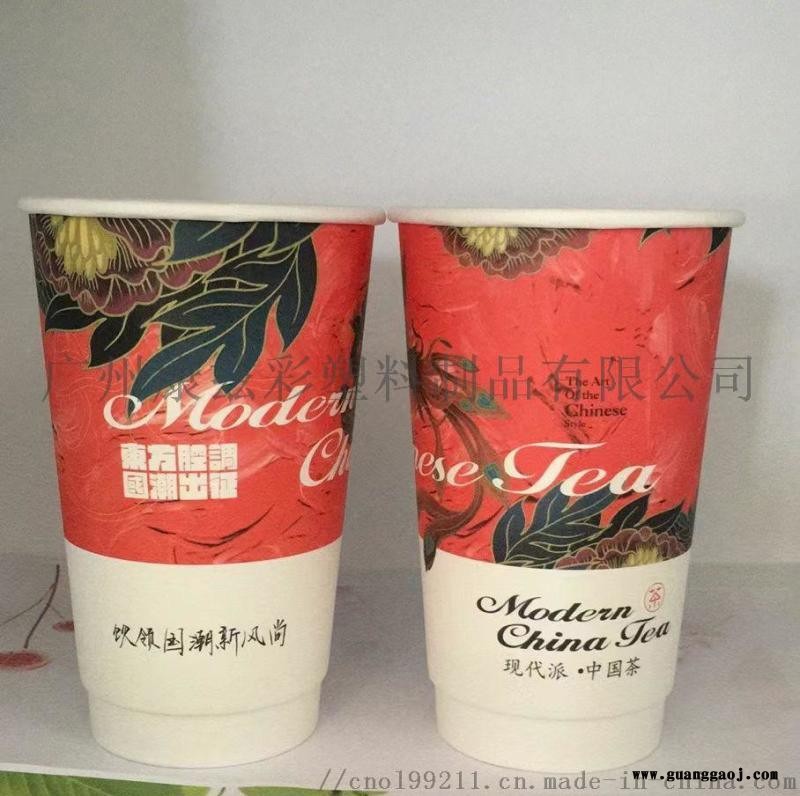 Modern
Ch
東方腔調
國潮出征
饮领国潮新风尚
The Art
Of the
Chinese
Style
ese Tea
Modern 茶
China Tea
现代派·中国茶
广州 彩塑料制品有限公司
cnol99211.cn.made-in-china.com
www.guanggaoj.com